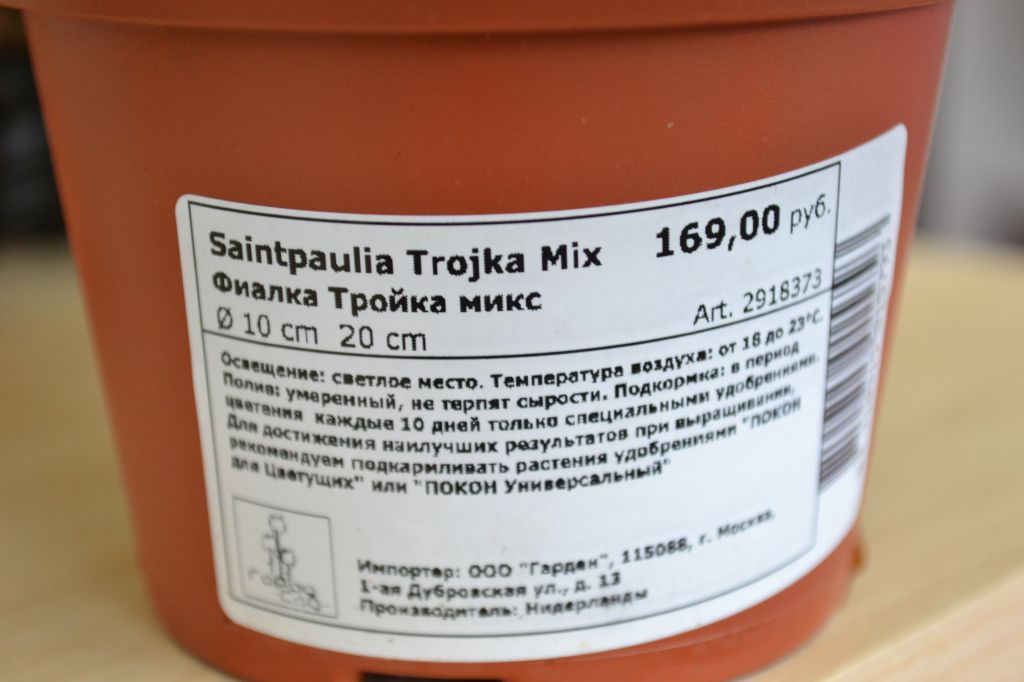 Saintpaulia Trojka Mix 169,00 руб.
Фиалка Тройка микс
Ø 10 cm 20 cm Art. 2918373
Освещение: светлое место. Температура воздуха: от 18 до 23°С.
Полив: умеренный, не терпят сырости. Подкормка: в период
цветения каждые 10 дней только специальными удобрениями.
Для достижения наилучших результатов при выращивании,
рекомендуем подкармливать растения удобрениями "ПОКОН
для Цветущих" или "ПОКОН Универсальный"
Импортер: ООО "Гарден", 115088, г. Москва,
1-ая Дубровская ул., д. 13
Производитель: Нидерланды